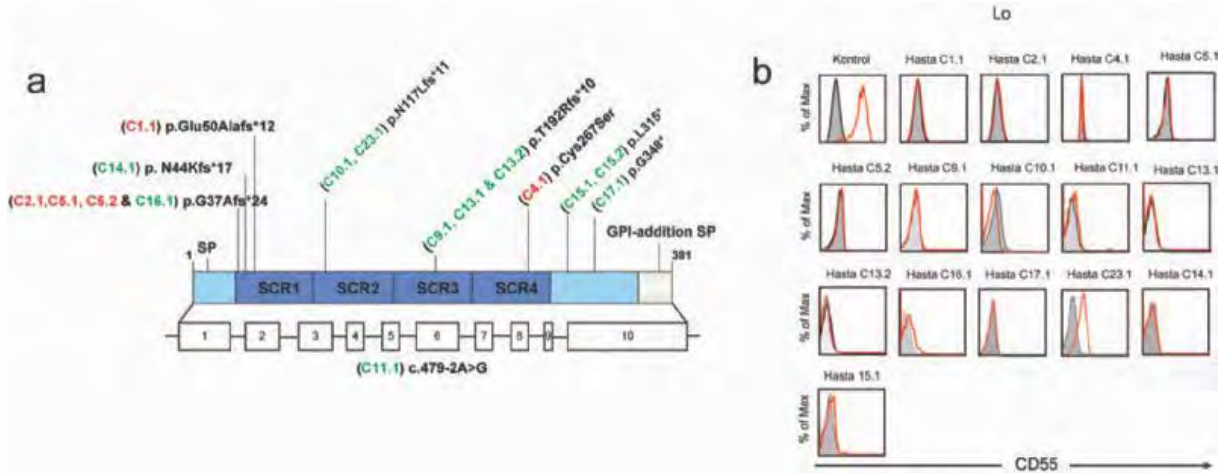 Lo
a
b
(C10.1, C23.1) p.N117Lfs*11
(C1.1) p.Glu50Alafs*12
(C14.1) p. N44Kfs*17
(C2.1,C5.1, C5.2 & C16.1) p.G37Afs*24
(C9.1, C13.1 & C13.2) p.T192Rfs*10
(C4.1) p.Cys267Ser
(C15.1, C15.2) p.L315*
(C17.1) p.G348*
GPI-addition SP
1
SP
381
SCR1
SCR2
SCR3
SCR4
1
2
3
4
5
6
7
8
9
10
(C11.1) c.479-2A>G
Kontrol
Hasta C1.1
Hasta C2.1
Hasta C4.1
Hasta C5.1
% of Max
Hasta C5.2
Hasta C9.1
Hasta C10.1
Hasta C11.1
Hasta C13.1
% of Max
Hasta C13.2
Hasta C16.1
Hasta C17.1
Hasta C23.1
Hasta C14.1
% of Max
Hasta 15.1
% of Max
CD55